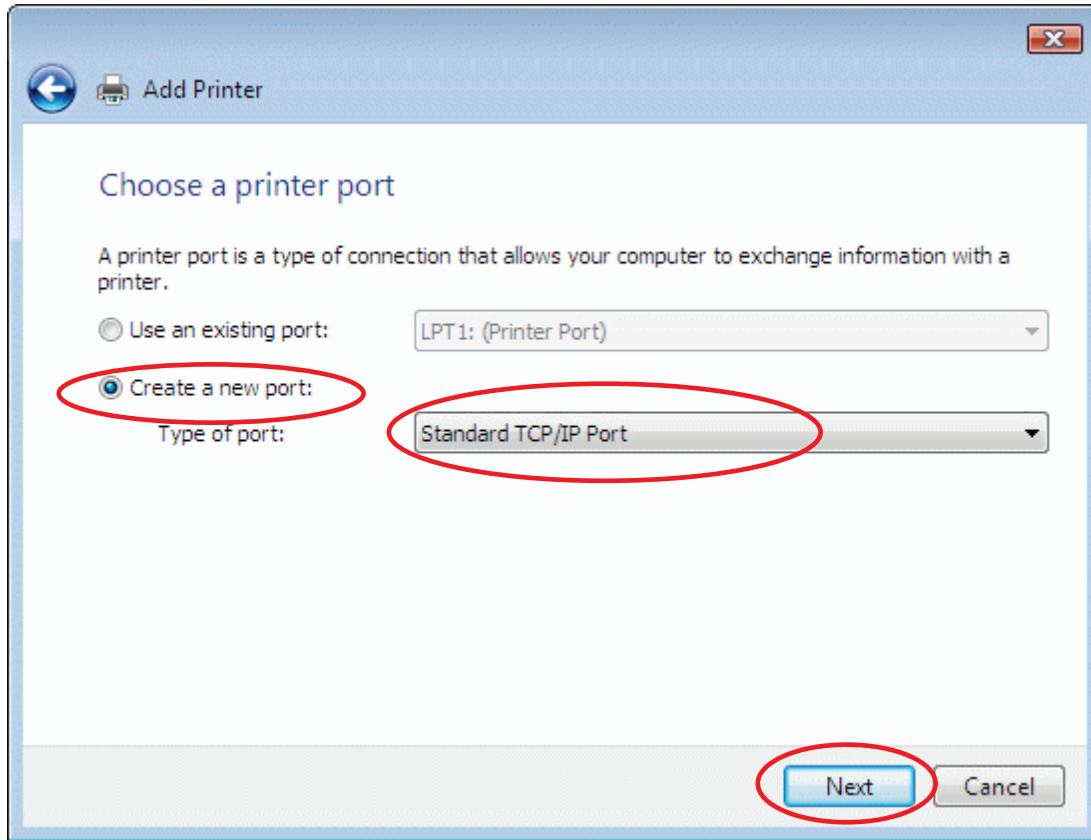 Add Printer
Choose a printer port
A printer port is a type of connection that allows your computer to exchange information with a
printer.
Use an existing port: LPT1: (Printer Port)
Create a new port:
Type of port: Standard TCP/IP Port
Next Cancel